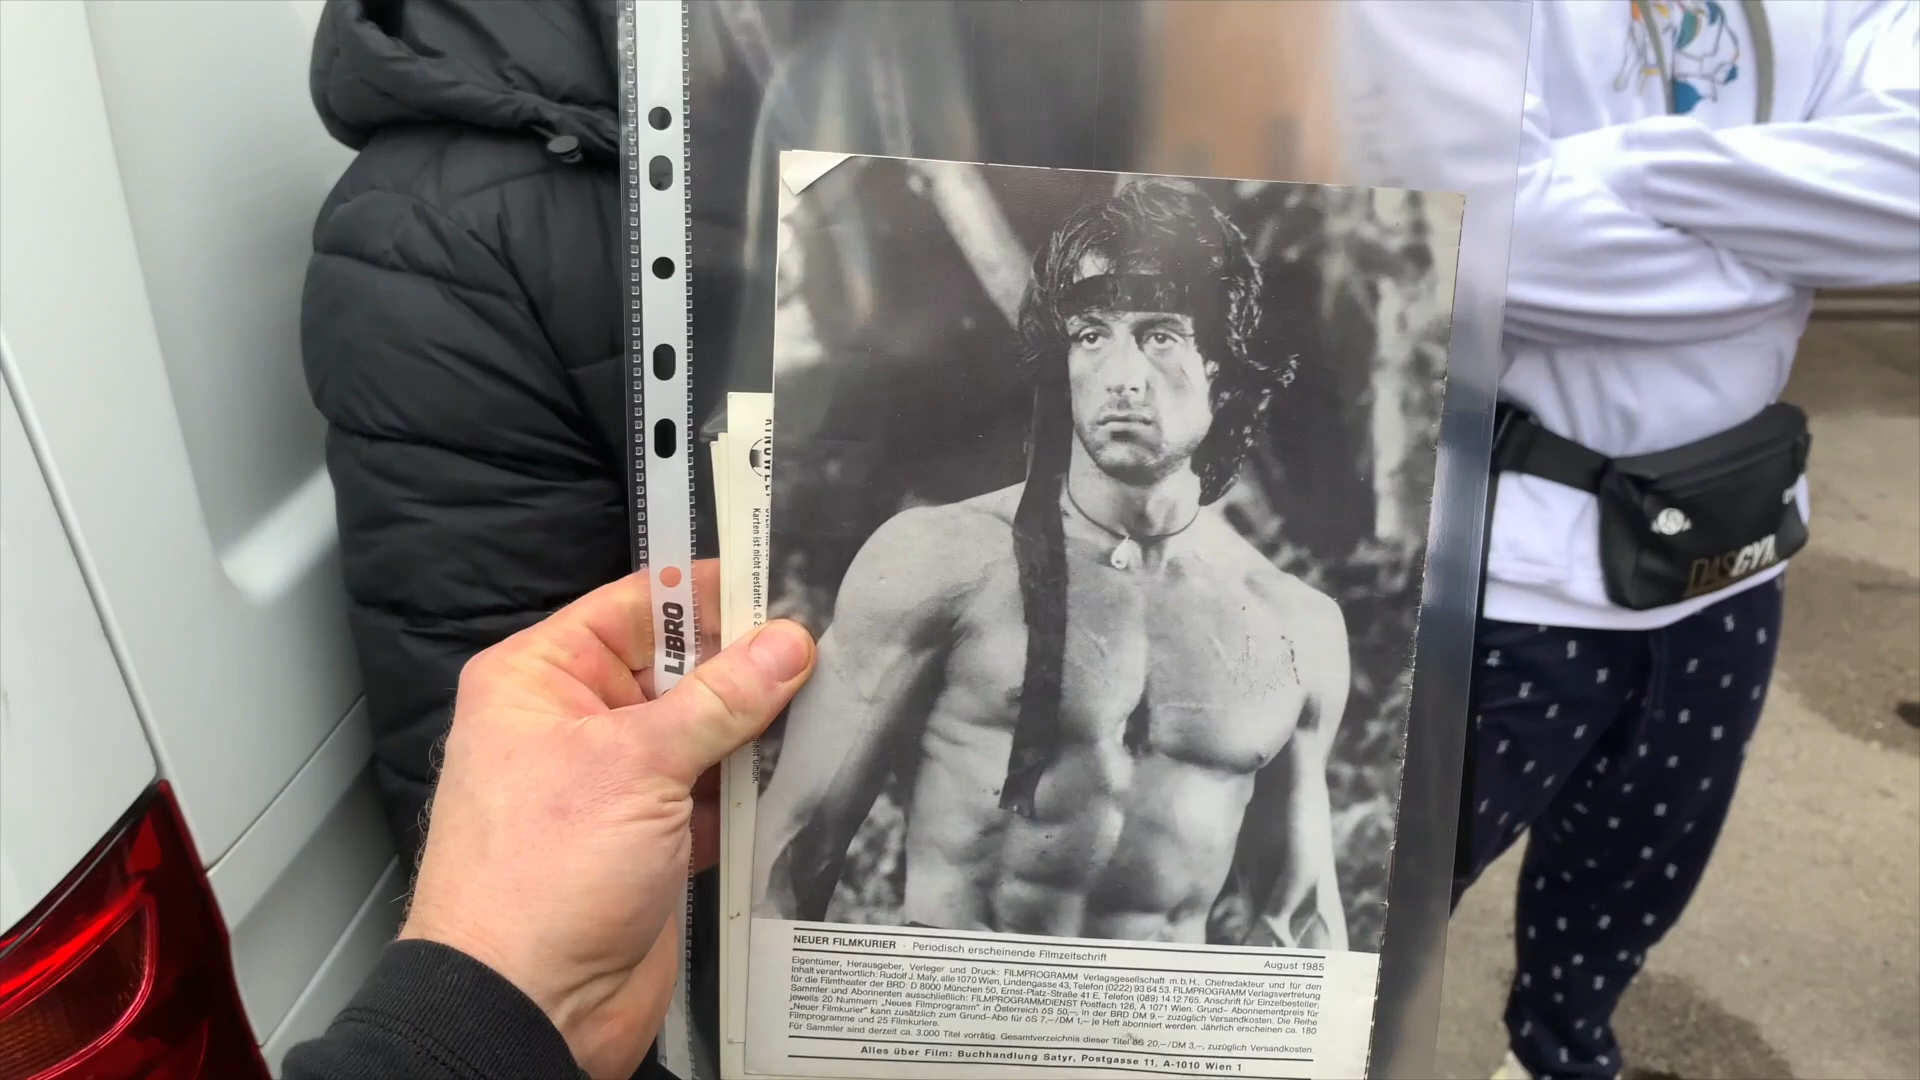 LiBRO
Karten ist nicht gestattet. ©
DASGYM
NEUER FILMKURIER - Periodisch erscheinende Filmzeitschrift
August 1985
Eigentümer, Herausgeber, Verleger und Druck: FILMPROGRAMM Verlagsgesellschaft m.b.H., Chefredakteur und für den
Inhalt verantwortlich: Rudolf J. Maly, alle 1070 Wien, Lindengasse 43, Telefon (0222) 93 64 53. FILMPROGRAMM Verlagsvertretung
für die Filmtheater der BRD: D 8000 München 50, Ernst-Platz-Straße 41 E, Telefon (089) 14 12 765. Anschrift für Einzelbesteller,
Sammler und Abonnenten ausschließlich: FILMPROGRAMMDIENST Postfach 126, A 1071 Wien. Grund- Abonnementpreis für
jeweils 20 Nummern „Neues Filmprogramm" in Österreich öS 50,–, in der BRD DM 9,– zuzüglich Versandkosten. Die Reihe
„Neuer Filmkurier" kann zusätzlich zum Grund-Abo für öS 7,–/DM 1,– je Heft abonniert werden. Jährlich erscheinen ca. 180
Filmprogramme und 25 Filmkuriere.
Für Sammler sind derzeit ca. 3.000 Titel vorrätig. Gesamtverzeichnis dieser Titel öS 20,–/DM 3,–, zuzüglich Versandkosten.
Alles über Film: Buchhandlung Satyr, Postgasse 11, A-1010 Wien 1